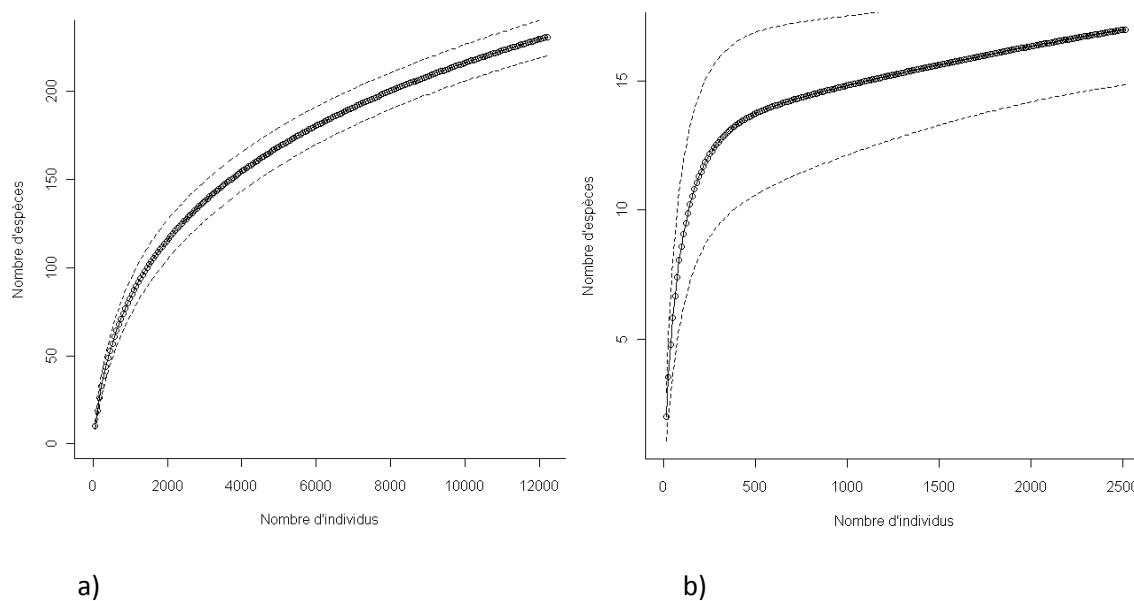 Nombre d'espèces
200
150
100
50
0
0 2000 4000 6000 8000 10000 12000
Nombre d'individus
a)
Nombre d'espèces
15
10
5
0 500 1000 1500 2000 2500
Nombre d'individus
b)